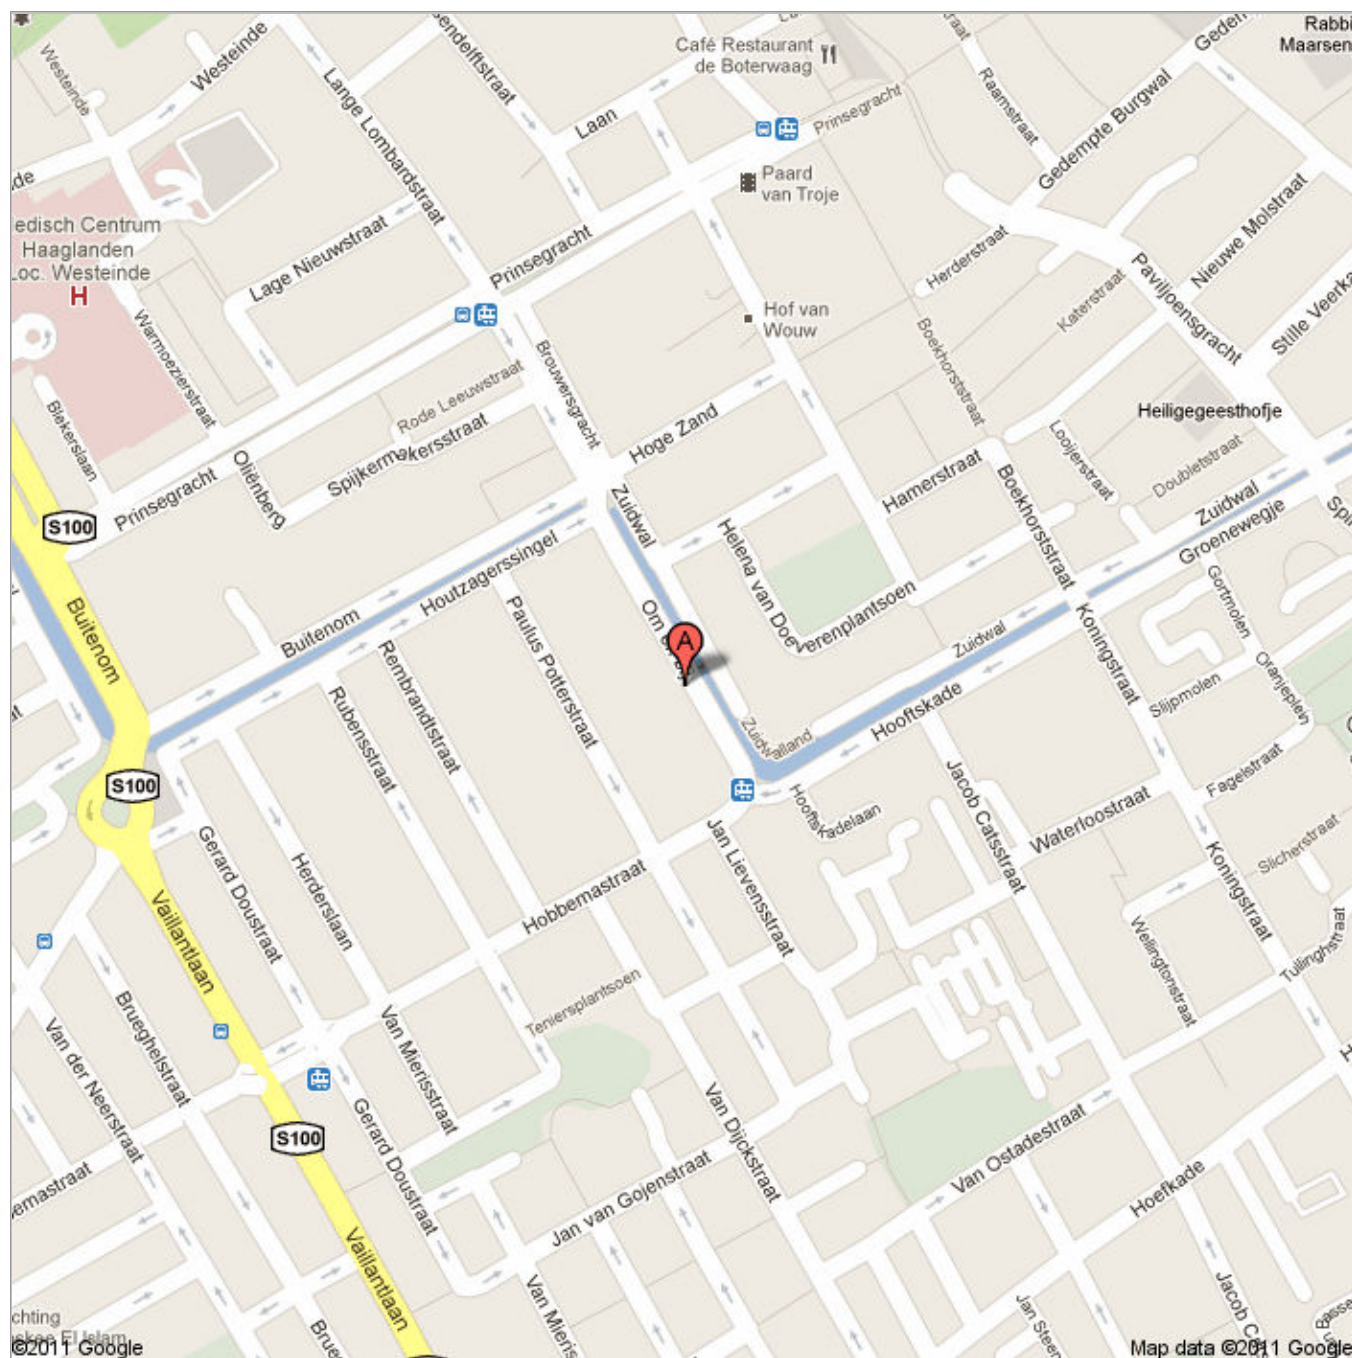 Rabbi
Maarsen
Westeinde
Westeinde
Lange Lombardstraat
Laan
Café Restaurant
de Boterwaag
Prinsegracht
Raamstraat
Gedempte Burgwal
Paard
van Troje
edisch Centrum
Haaglanden
Loc. Westeinde
H
Lage Nieuwstraat
Prinsegracht
Herderstraat
Katerstraat
Paviljoensgracht
Nieuwe Molstraat
Stille Veerka
Hof van
Wouw
Warmoezierstraat
Blekerslaan
Rode Leeuwstraat
Brouwersgracht
Boekhorststraat
Heiligegeesthofje
Spijkermakersstraat
Hoge Zand
Looijerstraat
Doubletstraat
Oliënberg
Prinsegracht
S100
Zuidwal
Hamerstraat
Boekhorststraat
Zuidwal
Groenewegje
Houtzagerssingel
Helena van Doeverenplantsoen
Buitenom
Buitenom
Paulus Potterstraat
A
Zuidwal
Koningstraat
Gortmolen
Oranjeplein
Slijpmolen
Rembrandtstraat
Rubensstraat
Hooftskade
Zuidwalland
Jacob Catsstraat
Fagelstraat
S100
Hooftskadelaan
Waterloostraat
Gerard Doustraat
Herderslaan
Jan Lievensstraat
Koningstraat
Slicherstraat
Hobbemastraat
Vaillantlaan
Wellingtonstraat
Tullinghstraat
Teniersplantsoen
Van der Neerstraat
Brueghelstraat
Van Mierisstraat
Gerard Doustraat
Van Dijckstraat
Van Ostadestraat
S100
Hoefkade
Jan van Gojenstraat
Vaillantlaan
Jacob Ca
Jan Steen
Van Mieris
Brue
chting
©2011 Google
Map data ©2011 Google